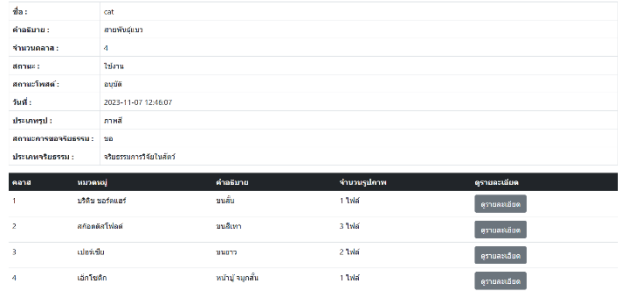 ชื่อ : cat
คำอธิบาย : สายพันธุ์แมว
จำนวนคลาส : 4
สถานะ : ใช้งาน
สถานะโพสต์ : อนุมัติ
วันที่ : 2023-11-07 12:46:07
ประเภทรูป : ภาพสี
สถานะการขอจริยธรรม : ขอ
ประเภทจริยธรรม : จริยธรรมการวิจัยในสัตว์
คลาส หมวดหมู่ คำอธิบาย จำนวนรูปภาพ ดูรายละเอียด
1 บริติช ชอร์ตแฮร์ ขนสั้น 1 ไฟล์ ดูรายละเอียด
2 สก๊อตติสโฟลด์ ขนสีเทา 3 ไฟล์ ดูรายละเอียด
3 เปอร์เซีย ขนยาว 2 ไฟล์ ดูรายละเอียด
4 เอ็กโซติก หน้าบู้ จมูกสั้น 1 ไฟล์ ดูรายละเอียด